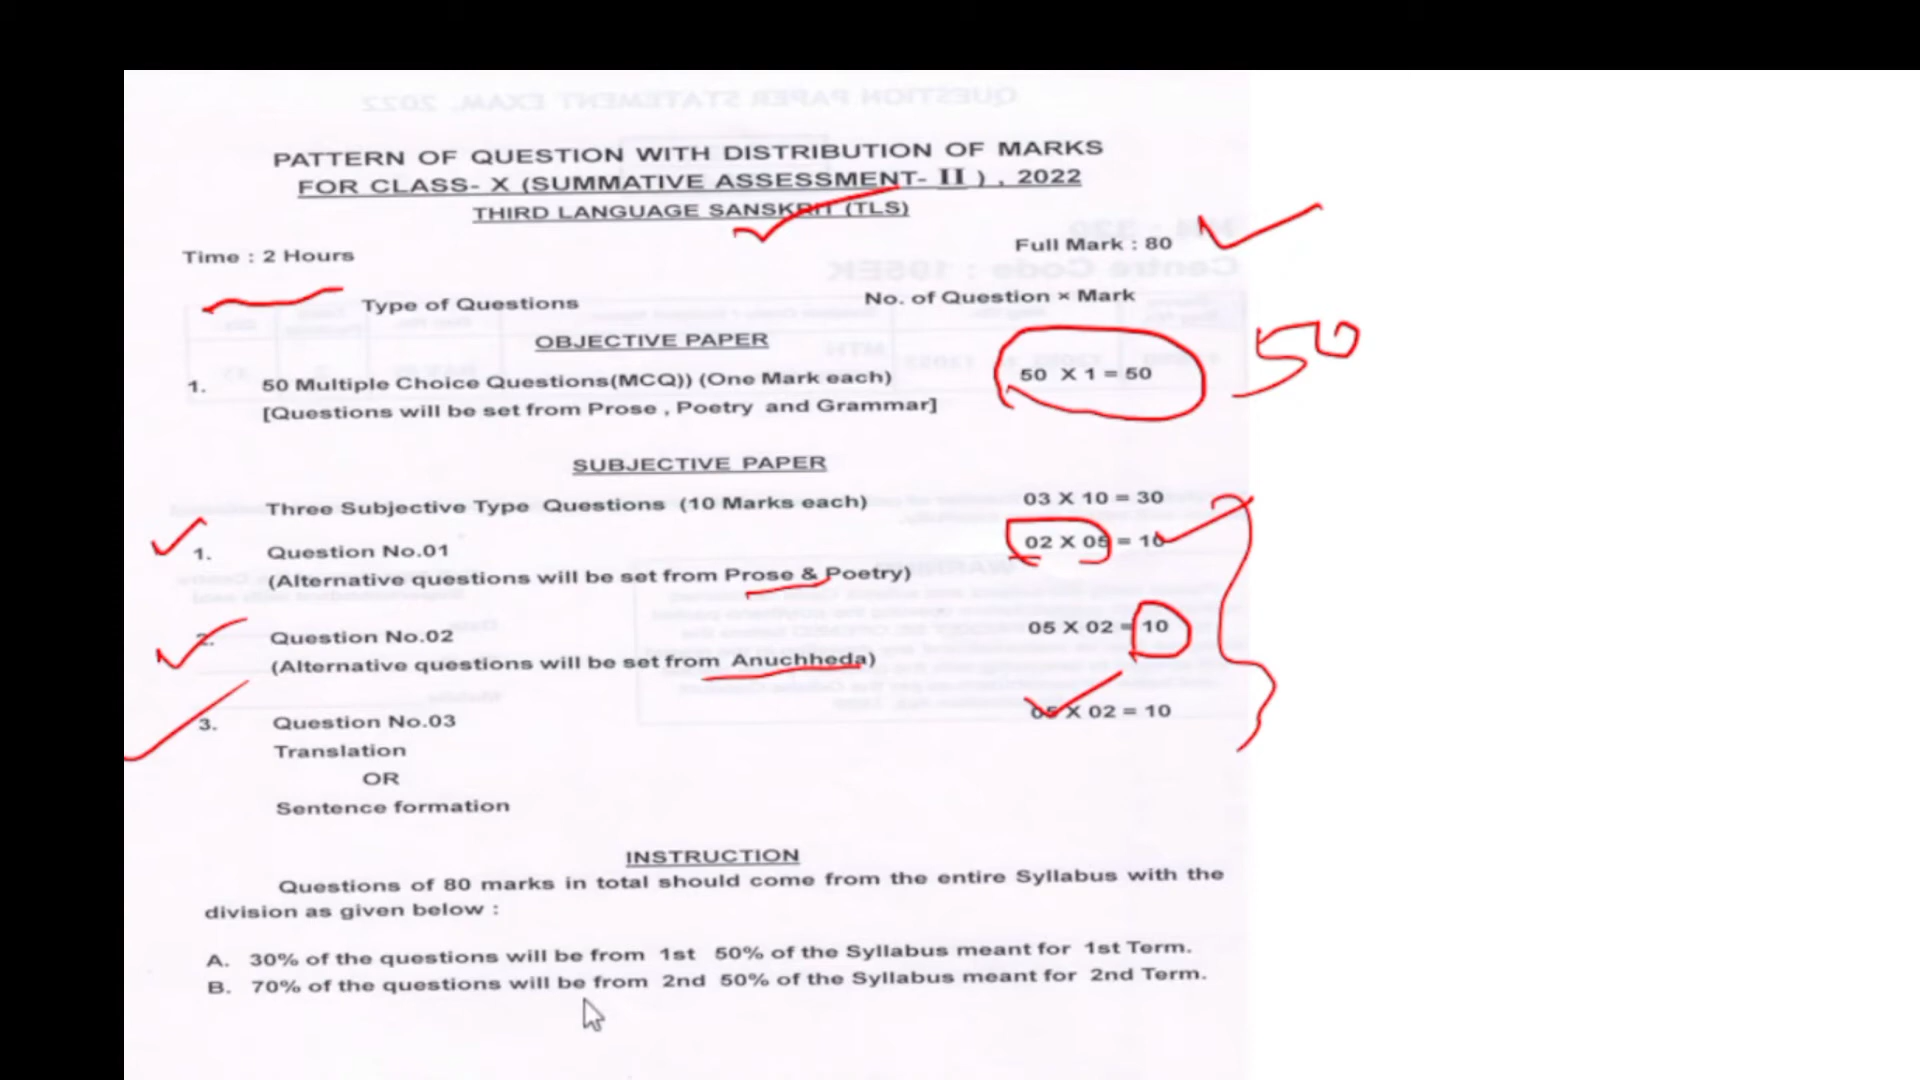 QUESTION PAPER STATEMENT EXAM. 2022
PATTERN OF QUESTION WITH DISTRIBUTION OF MARKS
FOR CLASS- X (SUMMATIVE ASSESSMENT- II ) , 2022
THIRD LANGUAGE SANSKRIT (TLS)
Time : 2 Hours Full Mark : 80
Type of Questions No. of Question × Mark
OBJECTIVE PAPER
1. 50 Multiple Choice Questions(MCQ)) (One Mark each) 50 X 1 = 50 50
[Questions will be set from Prose , Poetry and Grammar]
SUBJECTIVE PAPER
Three Subjective Type Questions (10 Marks each) 03 X 10 = 30
1. Question No.01 02 X 05 = 10
(Alternative questions will be set from Prose & Poetry)
2. Question No.02 05 X 02 = 10
(Alternative questions will be set from Anuchheda)
3. Question No.03 05 X 02 = 10
Translation
OR
Sentence formation
INSTRUCTION
Questions of 80 marks in total should come from the entire Syllabus with the
division as given below :
A. 30% of the questions will be from 1st 50% of the Syllabus meant for 1st Term.
B. 70% of the questions will be from 2nd 50% of the Syllabus meant for 2nd Term.